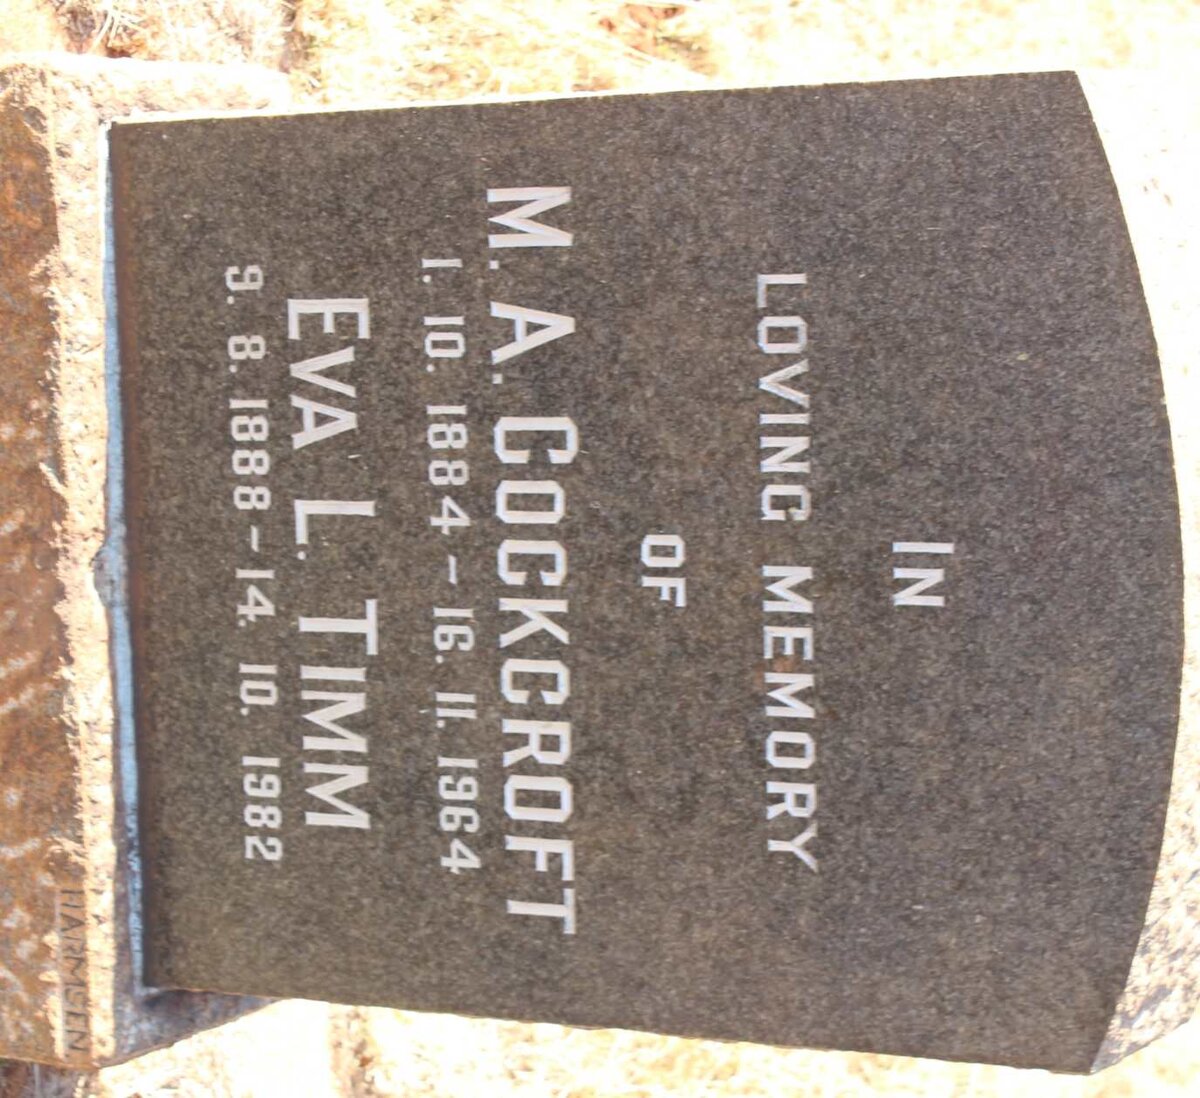 IN
LOVING MEMORY
OF
M. A. COCKCROFT
1. 10. 1884 – 16. 11. 1964
EVA L. TIMM
9. 8. 1888 – 14. 10. 1982
HARMSEN